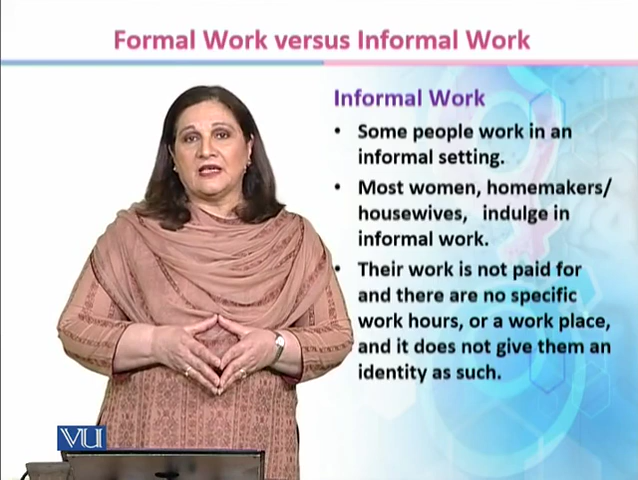 Formal Work versus Informal Work
Informal Work
• Some people work in an
informal setting.
• Most women, homemakers/
housewives, indulge in
informal work.
• Their work is not paid for
and there are no specific
work hours, or a work place,
and it does not give them an
identity as such.
VU